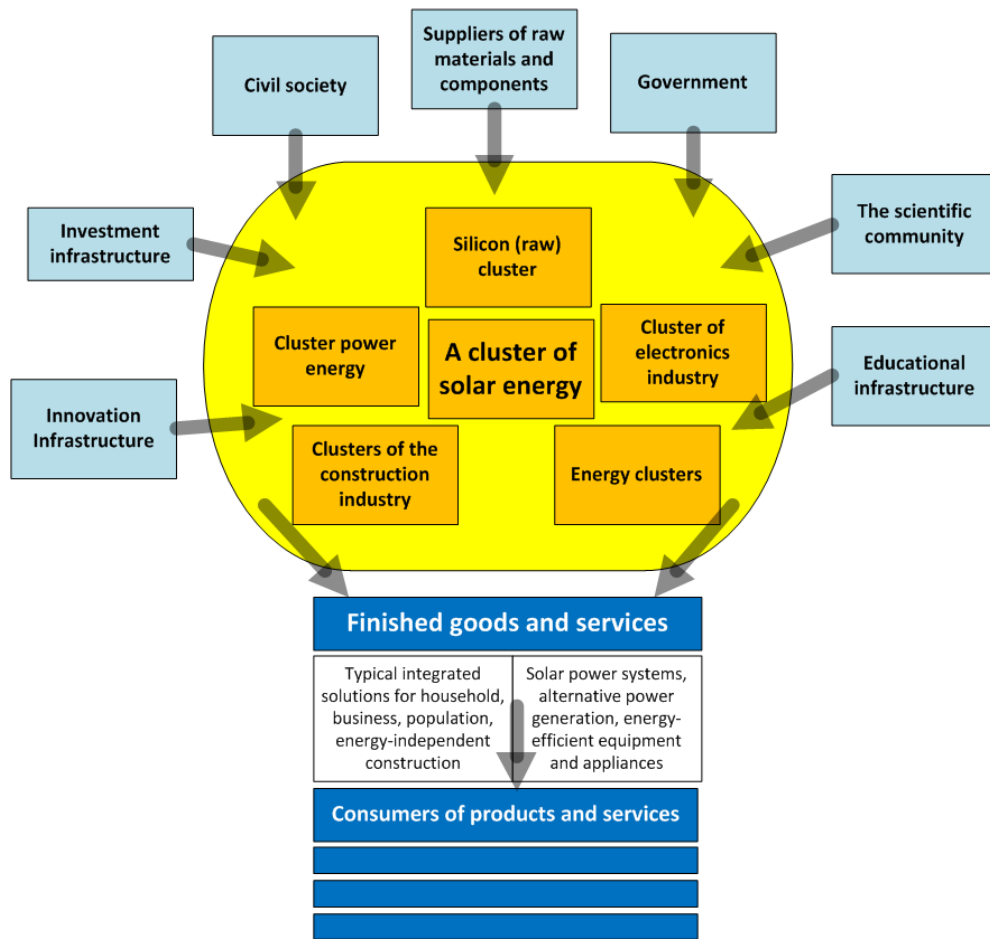 Suppliers of raw
materials and
components
Civil society
Government
Investment
infrastructure
The scientific
community
Silicon (raw)
cluster
Cluster power
energy
A cluster of
solar energy
Cluster of
electronics
industry
Innovation
Infrastructure
Educational
infrastructure
Clusters of the
construction
industry
Energy clusters
Finished goods and services
Typical integrated
solutions for household,
business, population,
energy-independent
construction
Solar power systems,
alternative power
generation, energy-
efficient equipment
and appliances
Consumers of products and services